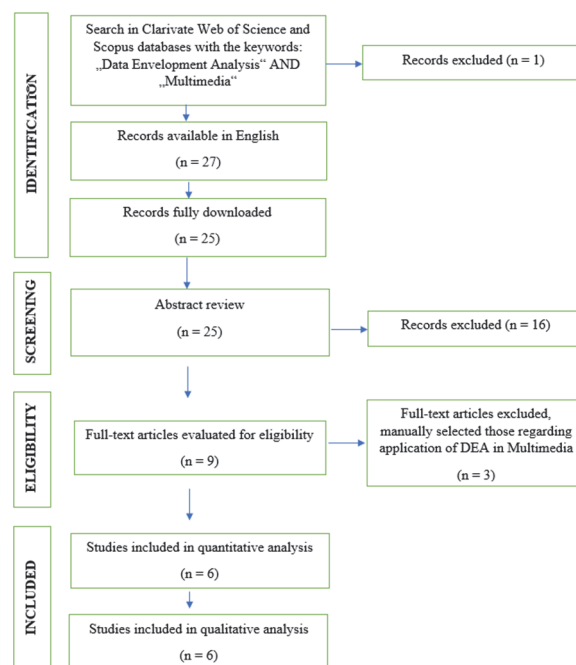 IDENTIFICATION
Search in Clarivate Web of Science and
Scopus databases with the keywords:
„Data Envelopment Analysis“ AND
„Multimedia“
Records excluded (n = 1)
Records available in English
(n = 27)
Records fully downloaded
(n = 25)
SCREENING
Abstract review
(n = 25)
Records excluded (n = 16)
ELIGIBILITY
Full-text articles evaluated for eligibility
(n = 9)
Full-text articles excluded,
manually selected those regarding
application of DEA in Multimedia
(n = 3)
INCLUDED
Studies included in quantitative analysis
(n = 6)
Studies included in qualitative analysis
(n = 6)